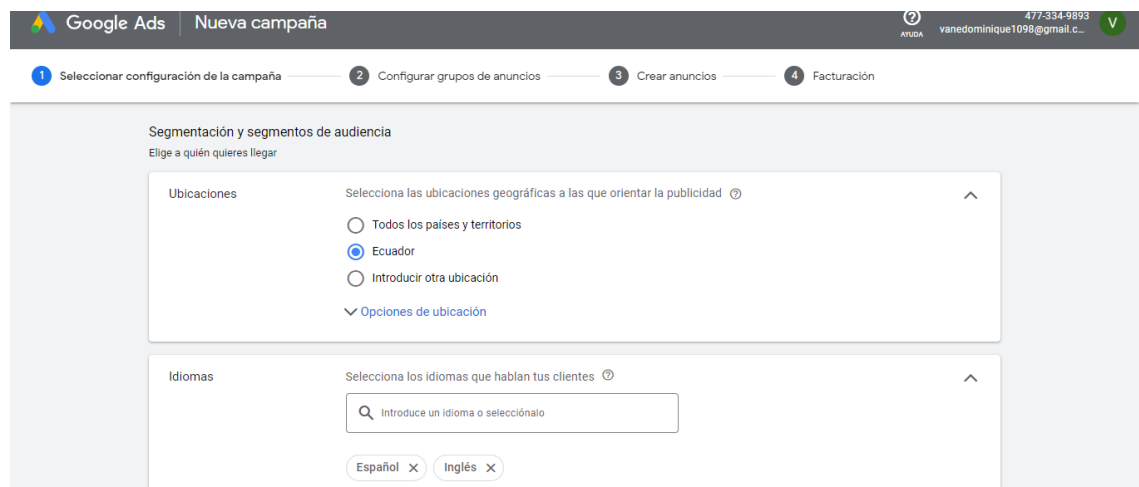 Google Ads | Nueva campaña
AYUDA
477-334-9893
vanedominique1098@gmail.c...
V
1 Seleccionar configuración de la campaña 2 Configurar grupos de anuncios 3 Crear anuncios 4 Facturación
Segmentación y segmentos de audiencia
Elige a quién quieres llegar
Ubicaciones
Selecciona las ubicaciones geográficas a las que orientar la publicidad
Todos los países y territorios
Ecuador
Introducir otra ubicación
Opciones de ubicación
Idiomas
Selecciona los idiomas que hablan tus clientes
Introduce un idioma o selecciónalo
Español X Inglés X